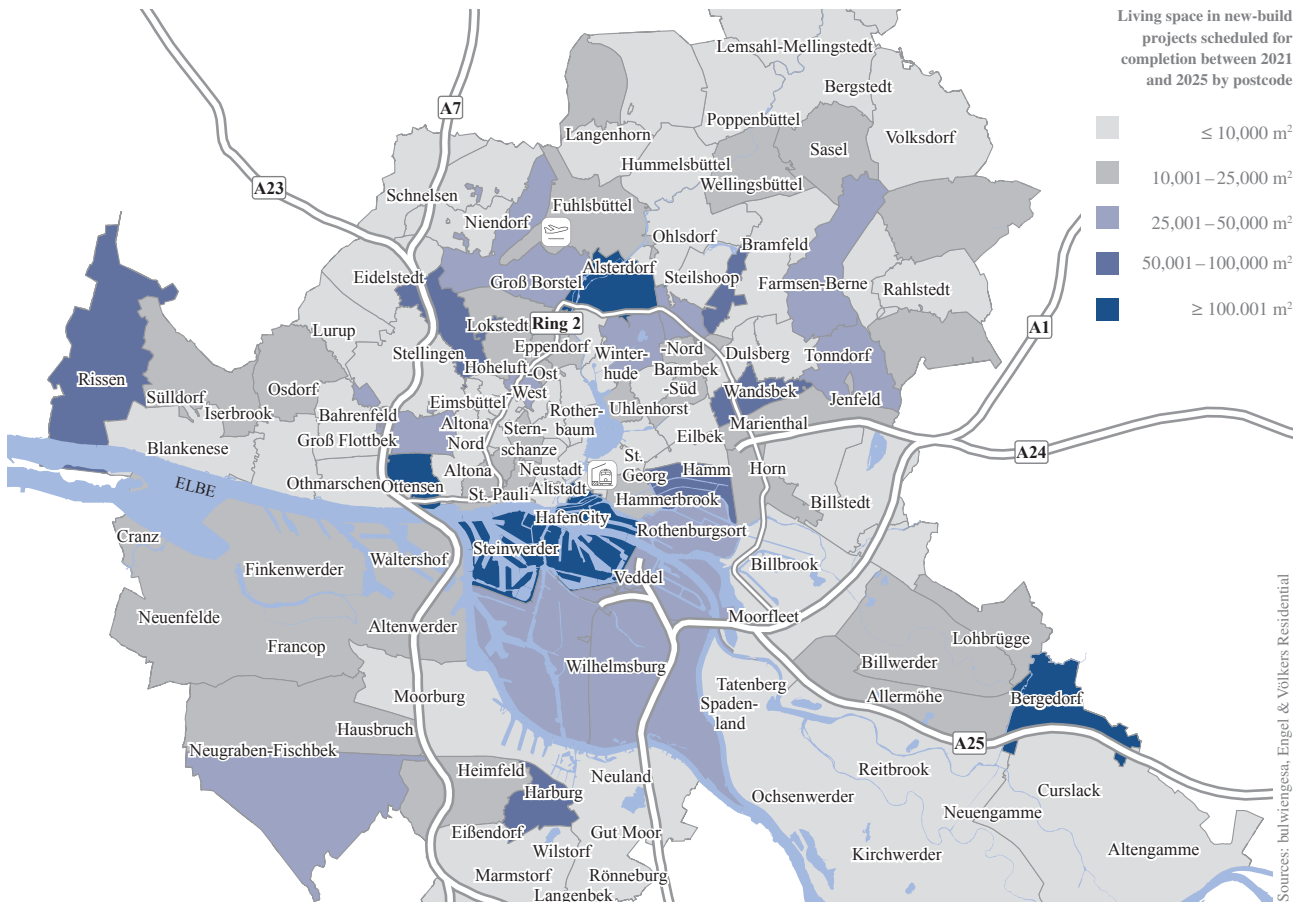 Living space in new-build
projects scheduled for
completion between 2021
and 2025 by postcode
≤ 10,000 m²
10,001–25,000 m²
25,001–50,000 m²
50,001–100,000 m²
≥ 100.001 m²
Lemsahl-Mellingstedt
Bergstedt
A7
Poppenbüttel
Langenhorn
Volksdorf
Sasel
Hummelsbüttel
Wellingsbüttel
A23
Schnelsen
Fuhlsbüttel
Niendorf
Ohlsdorf
Bramfeld
Eidelstedt
Alsterdorf
Groß Borstel
Steilshoop
Farmsen-Berne
Rahlstedt
Lurup
Lokstedt
Ring 2
A1
Stellingen
Eppendorf
Winter-
hude
-Nord
Barmbek
-Süd
Dulsberg
Tonndorf
Hoheluft
-Ost
West
Rissen
Osdorf
Sülldorf
Iserbrook
Wandsbek
Jenfeld
Eimsbüttel
Bahrenfeld
Rother-
baum
Uhlenhorst
Marienthal
Altona
Nord
Stern-
schanze
Groß Flottbek
Eilbek
Blankenese
A24
St.
Georg
Hamm
Horn
Altona
Neustadt
Othmarschen
Ottensen
Altstadt
ELBE
St. Pauli
Hammerbrook
Billstedt
HafenCity
Rothenburgsort
Cranz
Steinwerder
Waltershof
Billbrook
Finkenwerder
Veddel
Neuenfelde
Moorfleet
Altenwerder
Lohbrügge
Francop
Billwerder
Wilhelmsburg
Tatenberg
Spaden-
land
Allermöhe
Bergedorf
Moorburg
Hausbruch
A25
Neugraben-Fischbek
Heimfeld
Neuland
Reitbrook
Harburg
Ochsenwerder
Curslack
Neuengamme
Eißendorf
Gut Moor
Wilstorf
Kirchwerder
Altengamme
Marmstorf
Rönneburg
Langenbek
Sources: bulwiengesa, Engel & Völkers Residential